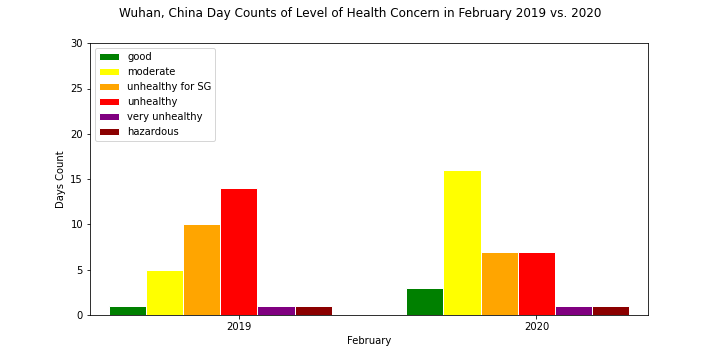 Wuhan, China Day Counts of Level of Health Concern in February 2019 vs. 2020
30
25
20
15
10
5
0
Days Count
good
moderate
unhealthy for SG
unhealthy
very unhealthy
hazardous
2019
2020
February